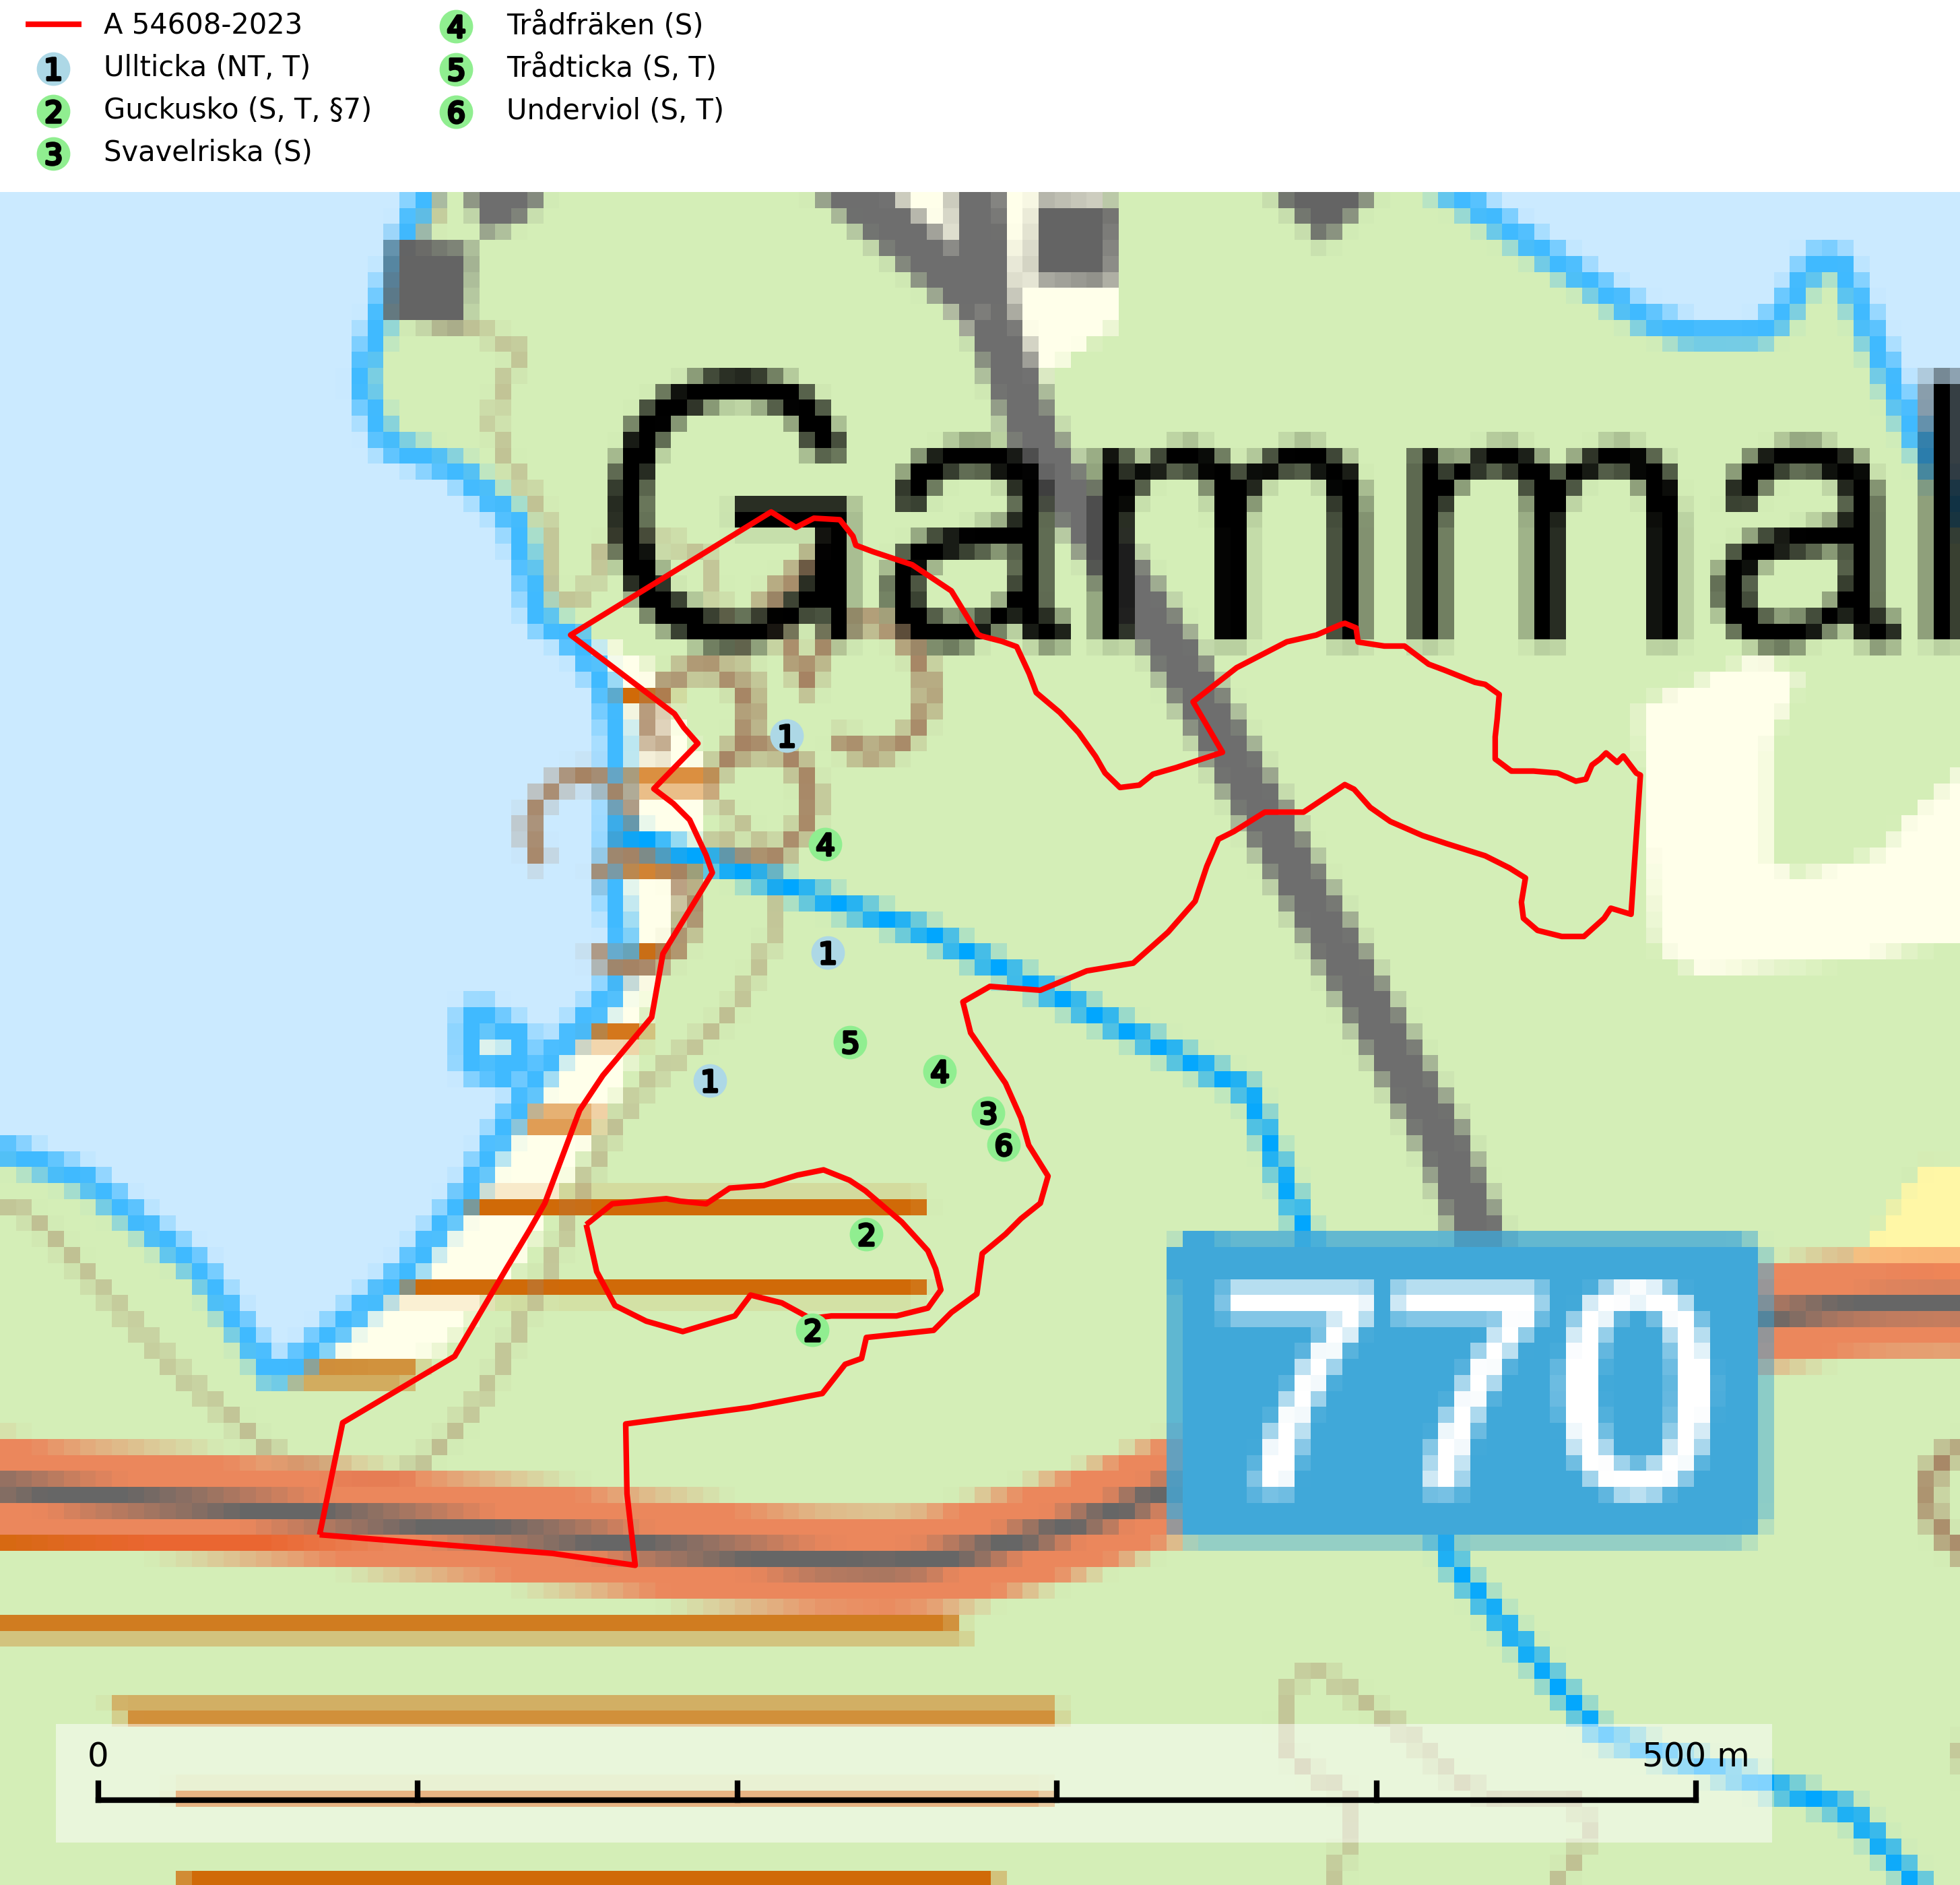 A 54608-2023
1 Ullticka (NT, T)
2 Guckusko (S, T, §7)
3 Svavelriska (S)
4 Trådfräken (S)
5 Trådticka (S, T)
6 Underviol (S, T)
Gammal
1
4
1
5
4
1
3
6
2
2
770
0 500 m